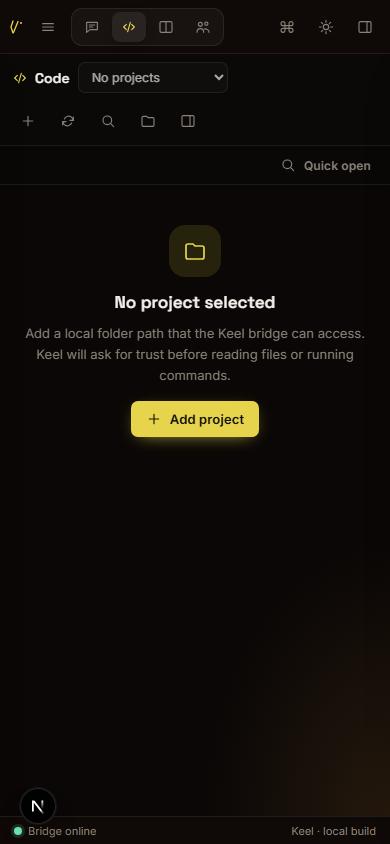 Code
No projects
Quick open
No project selected
Add a local folder path that the Keel bridge can access.
Keel will ask for trust before reading files or running
commands.
Add project
N
Bridge online
Keel · local build